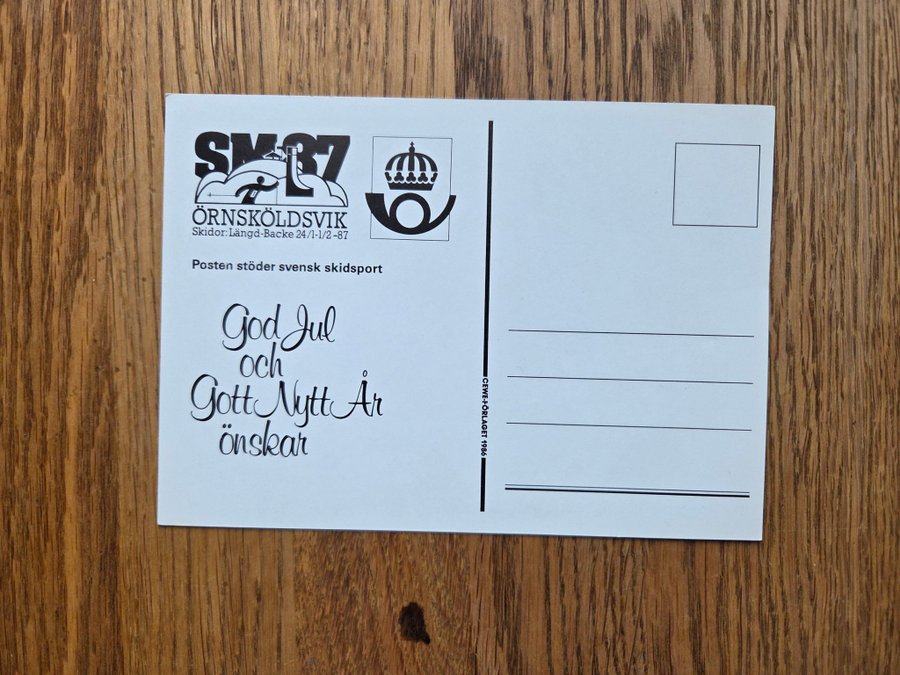 SM-87
ÖRNSKÖLDSVIK
Skidor: Längd-Backe 24/1-1/2 -87
Posten stöder svensk skidsport
God Jul
och
Gott Nytt År
önskar
CEWE-FÖRLAGET 1986